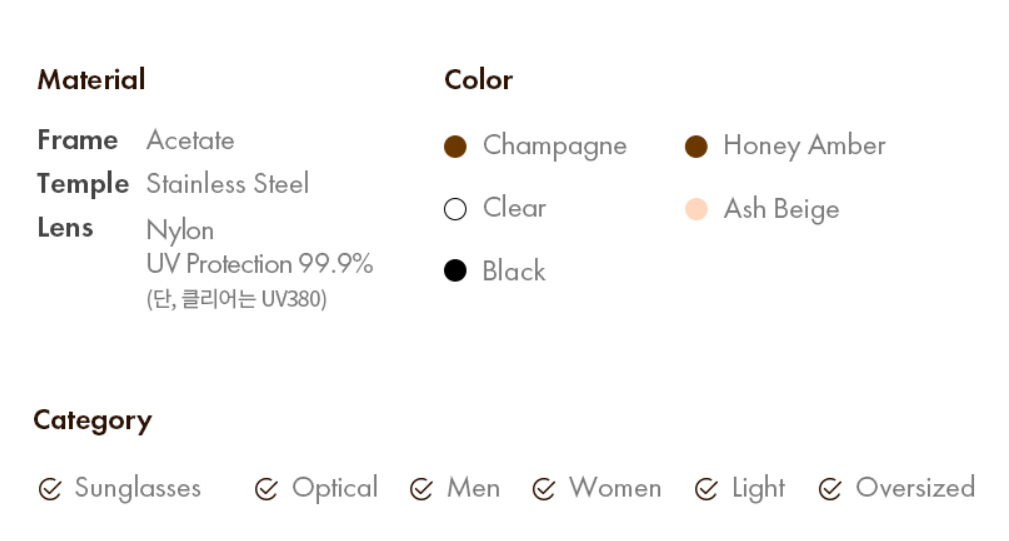 Material
Frame Acetate
Temple Stainless Steel
Lens Nylon
UV Protection 99.9%
(단, 클리어는 UV380)
Color
Champagne
Honey Amber
Clear
Ash Beige
Black
Category
Sunglasses Optical Men Women Light Oversized